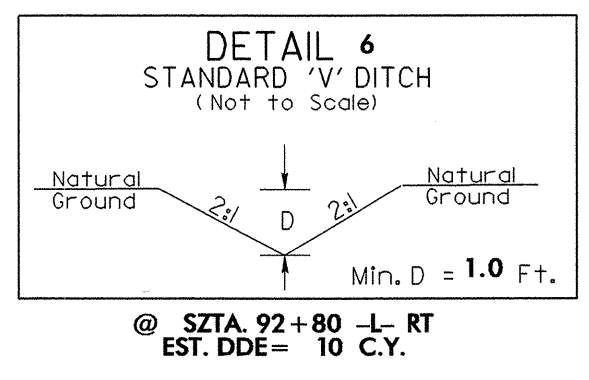 DETAIL 6
STANDARD 'V' DITCH
(Not to Scale)
Natural
Ground
2:1
D
2:1
Natural
Ground
Min. D = 1.0 Ft.
@ SZTA. 92+80 -L- RT
EST. DDE= 10 C.Y.